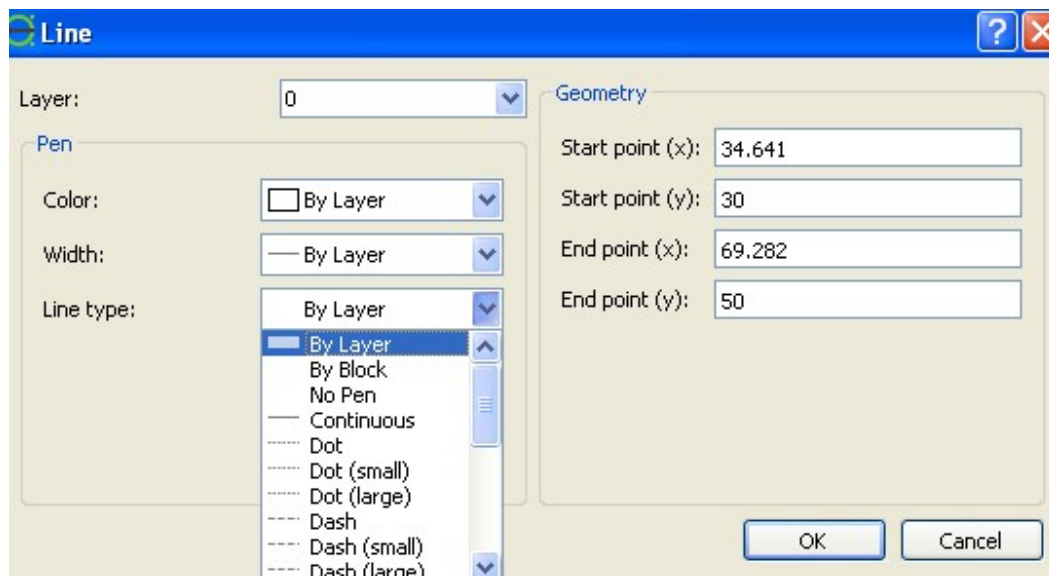 Line
Layer:
0
Pen
Color:
By Layer
Width:
By Layer
Line type:
By Layer
By Layer
By Block
No Pen
Continuous
Dot
Dot (small)
Dot (large)
Dash
Dash (small)
Dash (large)
Geometry
Start point (x):
34.641
Start point (y):
30
End point (x):
69.282
End point (y):
50
OK
Cancel